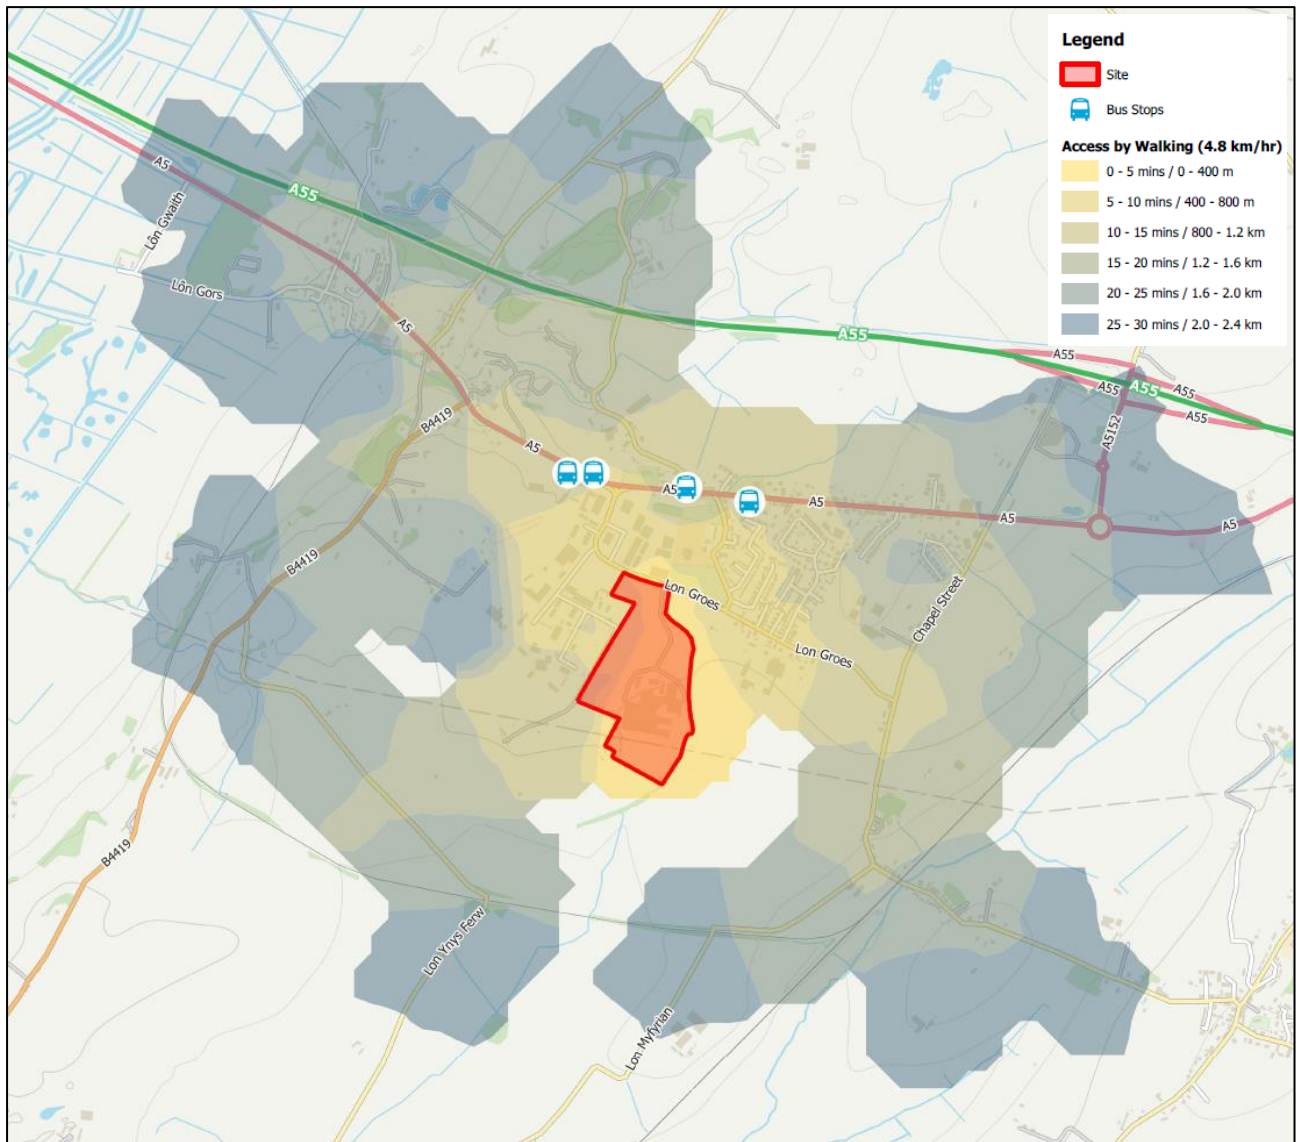 Legend
Site
Bus Stops
Access by Walking (4.8 km/hr)
0 - 5 mins / 0 - 400 m
5 - 10 mins / 400 - 800 m
10 - 15 mins / 800 - 1.2 km
15 - 20 mins / 1.2 - 1.6 km
20 - 25 mins / 1.6 - 2.0 km
25 - 30 mins / 2.0 - 2.4 km
A5
A55
Lôn Gwaith
Lôn Gors
A5
A55
A55
A55
A55
A55
A55
A5152
B4419
A5
A5
A5
A5
A5
B4419
Lon Groes
Chapel Street
Lon Groes
B4419
Lon Ynys Ferw
Lon Myfyrian